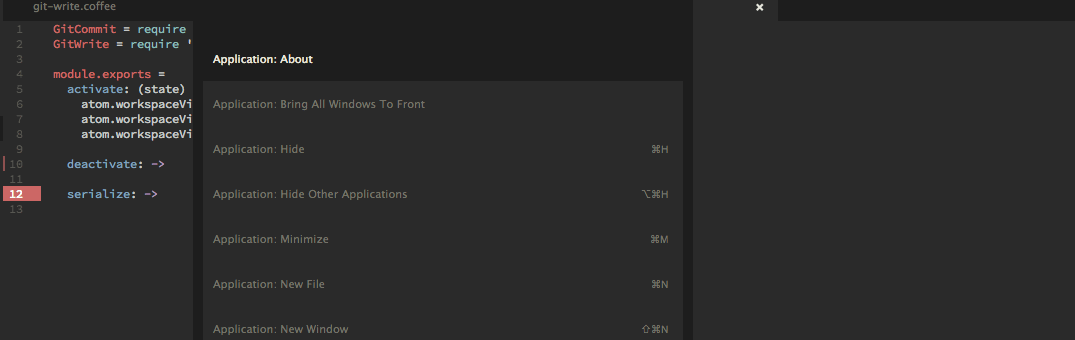 git-write.coffee
×
1 GitCommit = require
2 GitWrite = require '
3
4 module.exports =
5 activate: (state)
6 atom.workspaceVi
7 atom.workspaceVi
8 atom.workspaceVi
9
10 deactivate: ->
11
12 serialize: ->
13
Application: About
Application: Bring All Windows To Front
Application: Hide ⌘H
Application: Hide Other Applications ⌥⌘H
Application: Minimize ⌘M
Application: New File ⌘N
Application: New Window ⇧⌘N